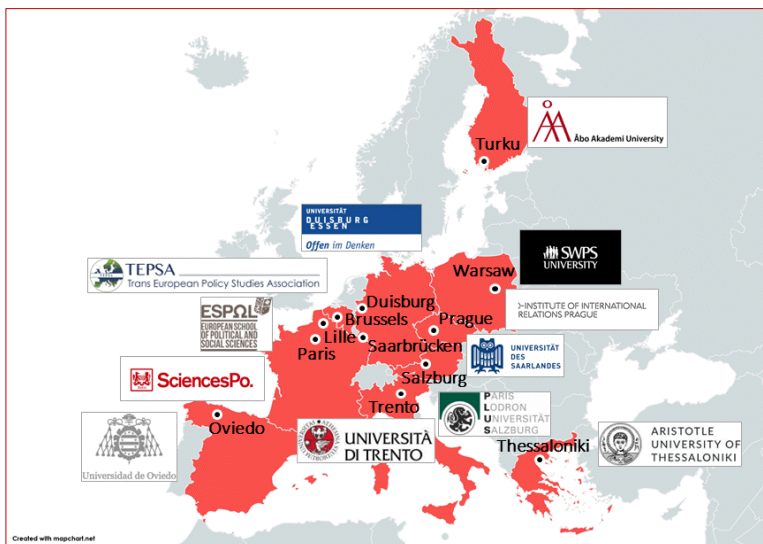 Turku
Åbo Akademi University
UNIVERSITÄT
DUISBURG
ESSEN
Offen im Denken
SWPS
UNIVERSITY
TEPSA
Trans European Policy Studies Association
Warsaw
INSTITUTE OF INTERNATIONAL
RELATIONS PRAGUE
ESPOL
EUROPEAN SCHOOL
OF POLITICAL AND
SOCIAL SCIENCES
Duisburg
Brussels
Prague
Lille
Paris
Saarbrücken
UNIVERSITÄT
DES
SAARLANDES
SciencesPo.
Salzburg
Trento
PARIS
LODRON
UNIVERSITÄT
SALZBURG
Oviedo
Universidad de Oviedo
UNIVERSITÀ
DI TRENTO
Thessaloniki
ARISTOTLE
UNIVERSITY OF
THESSALONIKI
Created with mapchart.net